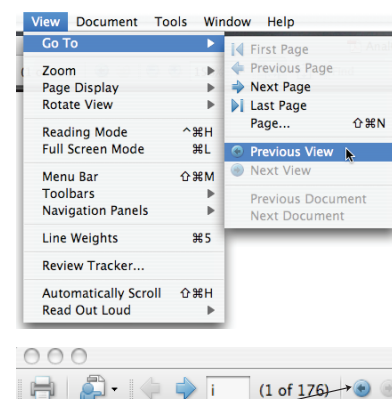 View Document Tools Window Help
Go To
Zoom
Page Display
Rotate View
Reading Mode ^⌘H
Full Screen Mode ⌘L
Menu Bar ⇧⌘M
Toolbars
Navigation Panels
Line Weights ⌘5
Review Tracker...
Automatically Scroll ⇧⌘H
Read Out Loud
First Page
Previous Page
Next Page
Last Page
Page... ⇧⌘N
Previous View
Next View
Previous Document
Next Document
i (1 of 176)